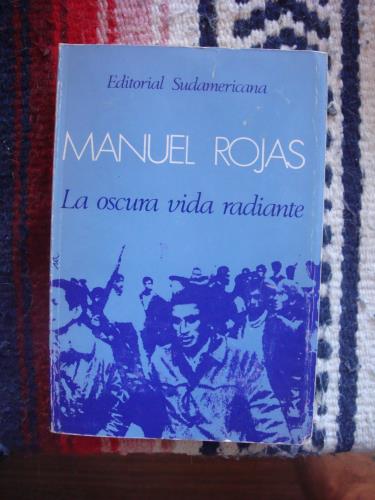 Editorial Sudamericana
MANUEL ROJAS
La oscura vida radiante